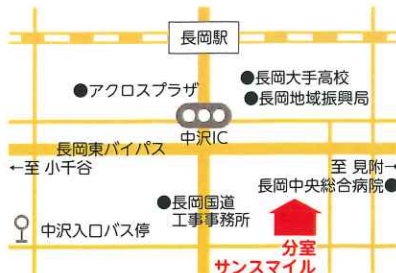 長岡駅
●アクロスプラザ
●長岡大手高校
●長岡地域振興局
中沢IC
長岡東バイパス
←至 小千谷
至 見附→
長岡中央総合病院●
●長岡国道
工事事務所
中沢入口バス停
分室
サンスマイル